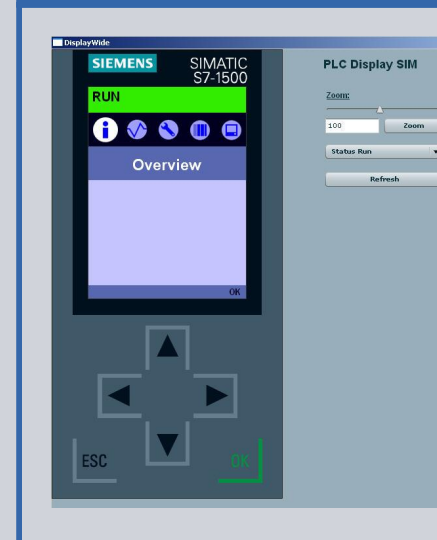 DisplayWide
SIEMENS SIMATIC
S7-1500
RUN
Overview
OK
ESC OK
PLC Display SIM
Zoom:
100 Zoom
Status Run
Refresh